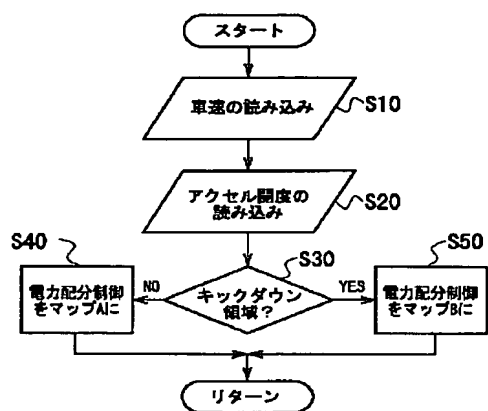 スタート
車速の読み込み
S10
アクセル開度の
読み込み
S20
S30
キックダウン
領域?
NO
YES
S40
電力配分制御
をマップAに
S50
電力配分制御
をマップBに
リターン